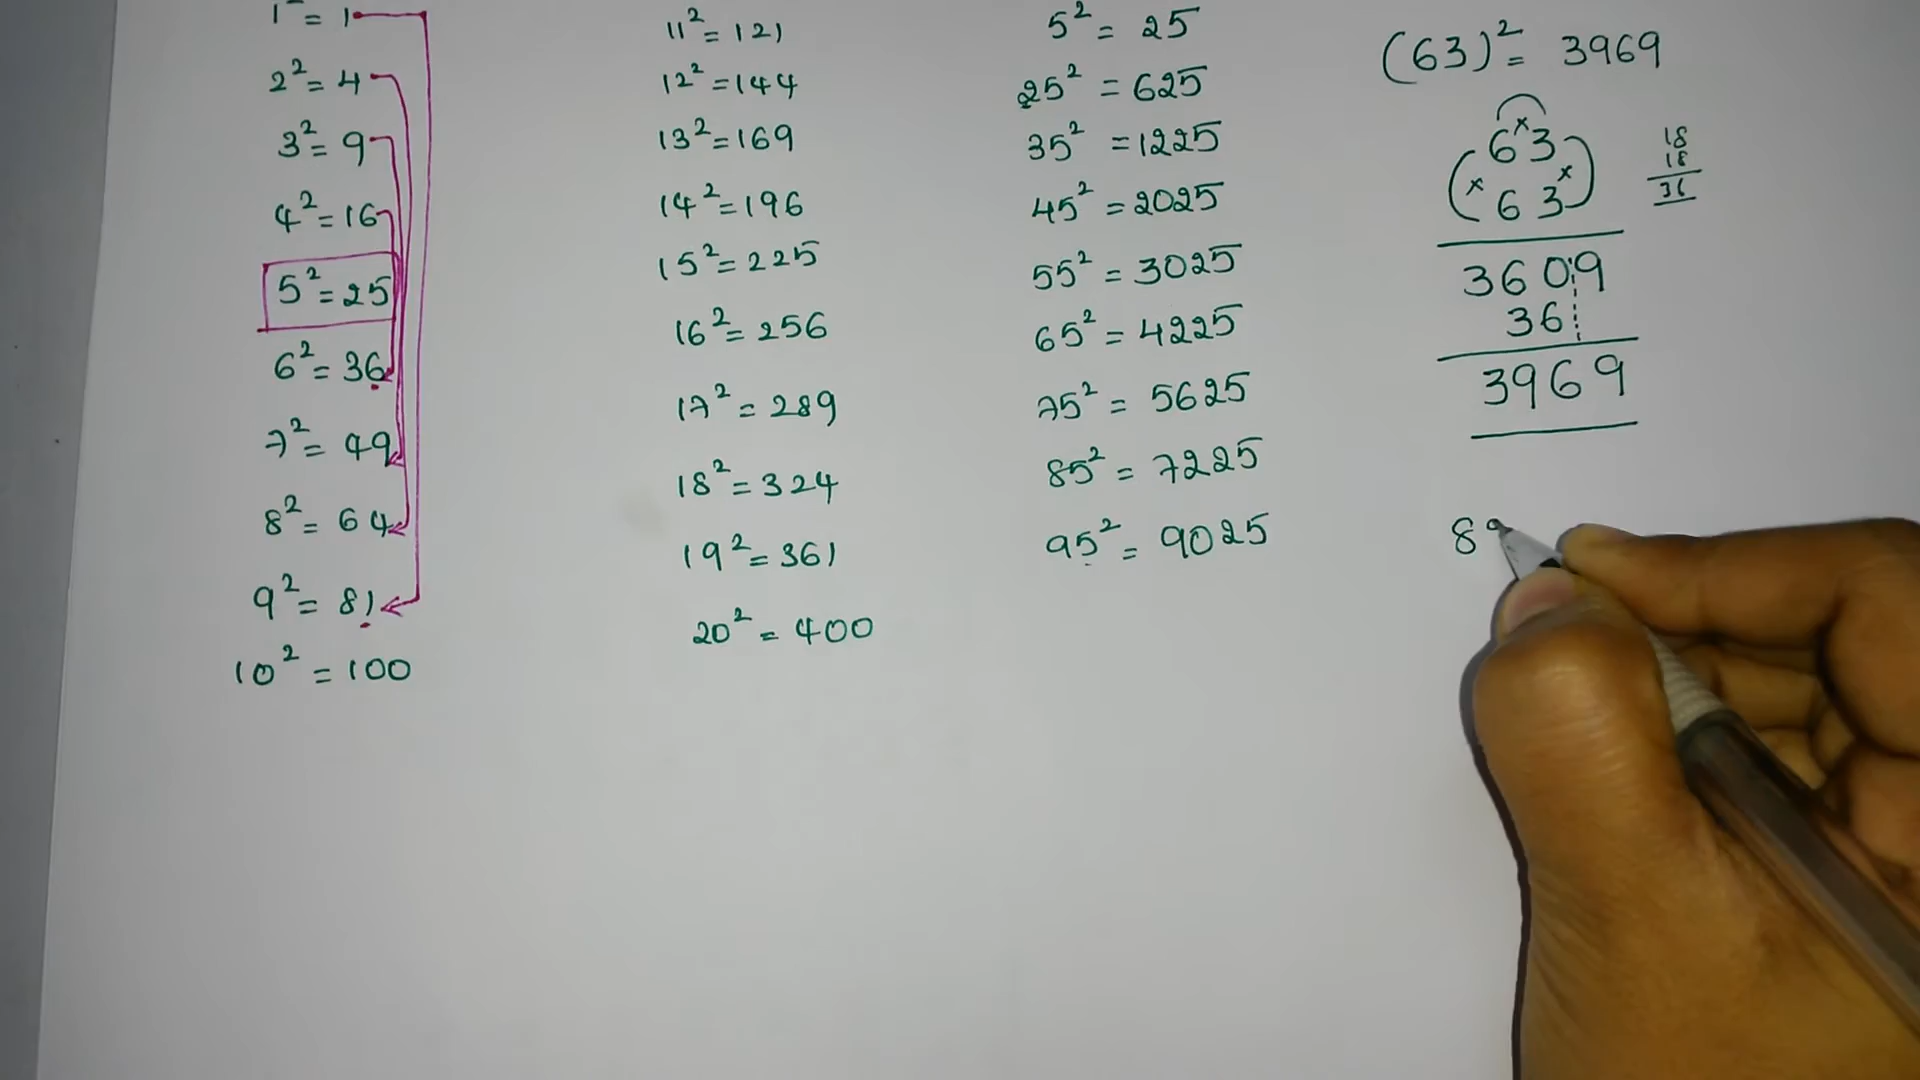 1² = 1
2² = 4
3² = 9
4² = 16
5² = 25
6² = 36
7² = 49
8² = 64
9² = 81
10² = 100
11² = 121
12² = 144
13² = 169
14² = 196
15² = 225
16² = 256
17² = 289
18² = 324
19² = 361
20² = 400
5² = 25
25² = 625
35² = 1225
45² = 2025
55² = 3025
65² = 4225
75² = 5625
85² = 7225
95² = 9025
(63)² = 3969
6×3
(× 63 ×)
3609
36
3969
18
18
36
8